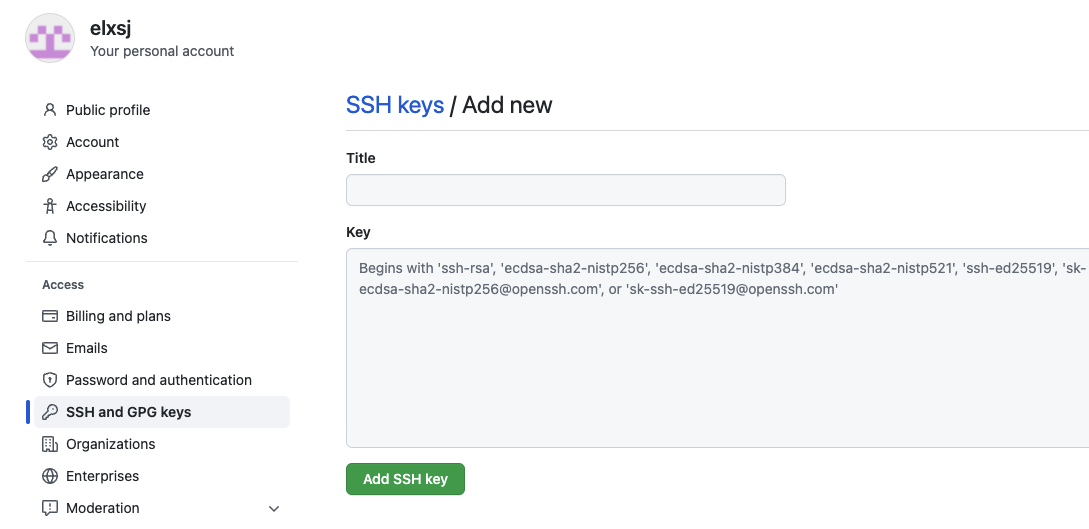 elxsj
Your personal account
Public profile
Account
Appearance
Accessibility
Notifications
Access
Billing and plans
Emails
Password and authentication
SSH and GPG keys
Organizations
Enterprises
Moderation
SSH keys / Add new
Title
Key
Begins with 'ssh-rsa', 'ecdsa-sha2-nistp256', 'ecdsa-sha2-nistp384', 'ecdsa-sha2-nistp521', 'ssh-ed25519', 'sk-
ecdsa-sha2-nistp256@openssh.com', or 'sk-ssh-ed25519@openssh.com'
Add SSH key